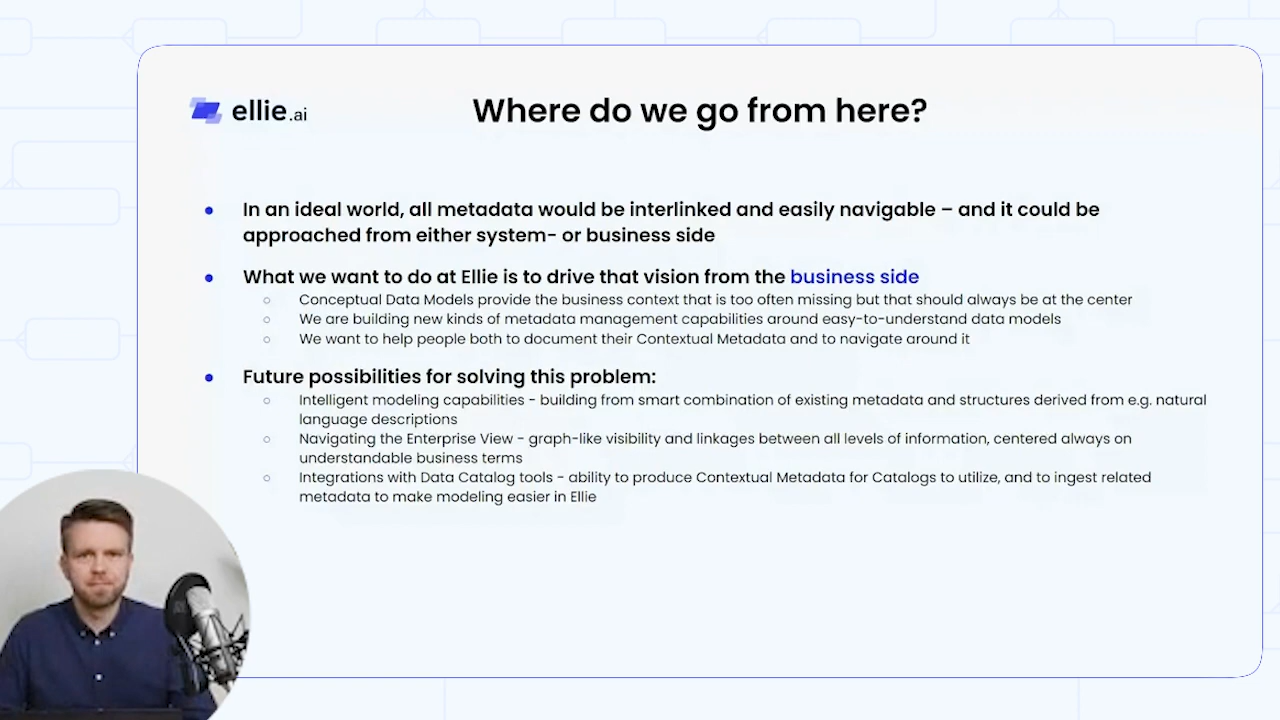 ellie.ai
Where do we go from here?
● In an ideal world, all metadata would be interlinked and easily navigable – and it could be
approached from either system- or business side
● What we want to do at Ellie is to drive that vision from the business side
○ Conceptual Data Models provide the business context that is too often missing but that should always be at the center
○ We are building new kinds of metadata management capabilities around easy-to-understand data models
○ We want to help people both to document their Contextual Metadata and to navigate around it
● Future possibilities for solving this problem:
○ Intelligent modeling capabilities - building from smart combination of existing metadata and structures derived from e.g. natural
language descriptions
○ Navigating the Enterprise View - graph-like visibility and linkages between all levels of information, centered always on
understandable business terms
○ Integrations with Data Catalog tools - ability to produce Contextual Metadata for Catalogs to utilize, and to ingest related
metadata to make modeling easier in Ellie